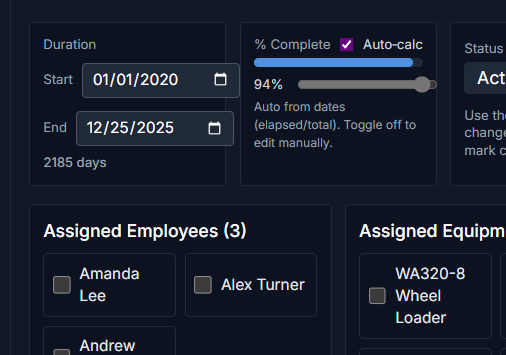 Duration
Start 01/01/2020
End 12/25/2025
2185 days
% Complete Auto-calc
94%
Auto from dates
(elapsed/total). Toggle off to
edit manually.
Status
Act
Use the
change
mark c
Assigned Employees (3)
Amanda
Lee
Alex Turner
Andrew
Assigned Equipm
WA320-8
Wheel
Loader